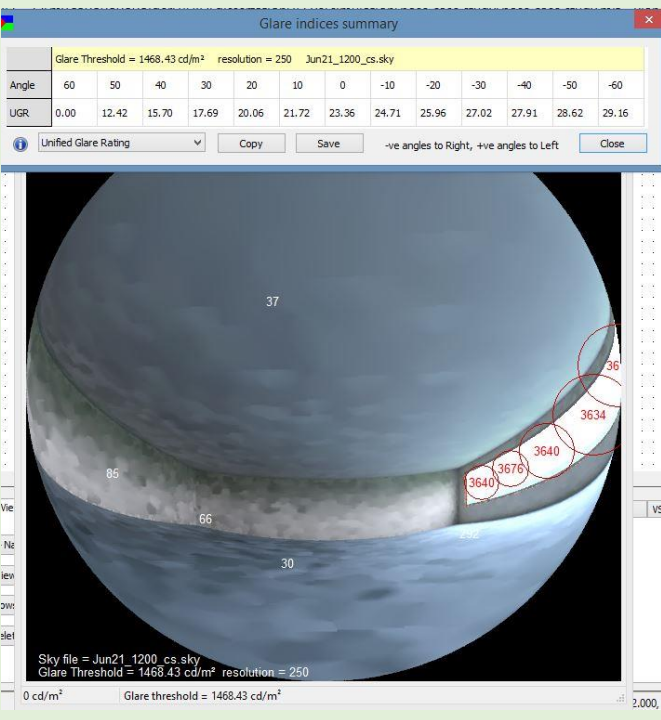 Glare indices summary
Glare Threshold = 1468.43 cd/m² resolution = 250 Jun21_1200_cs.sky
Angle 60 50 40 30 20 10 0 -10 -20 -30 -40 -50 -60
UGR 0.00 12.42 15.70 17.69 20.06 21.72 23.36 24.71 25.96 27.02 27.91 28.62 29.16
Unified Glare Rating Copy Save -ve angles to Right, +ve angles to Left Close
37
36
3634
3640
3676
3640
85
66
30
Sky file = Jun21_1200_cs.sky
Glare Threshold = 1468.43 cd/m² resolution = 250
0 cd/m² Glare threshold = 1468.43 cd/m²
2.000,